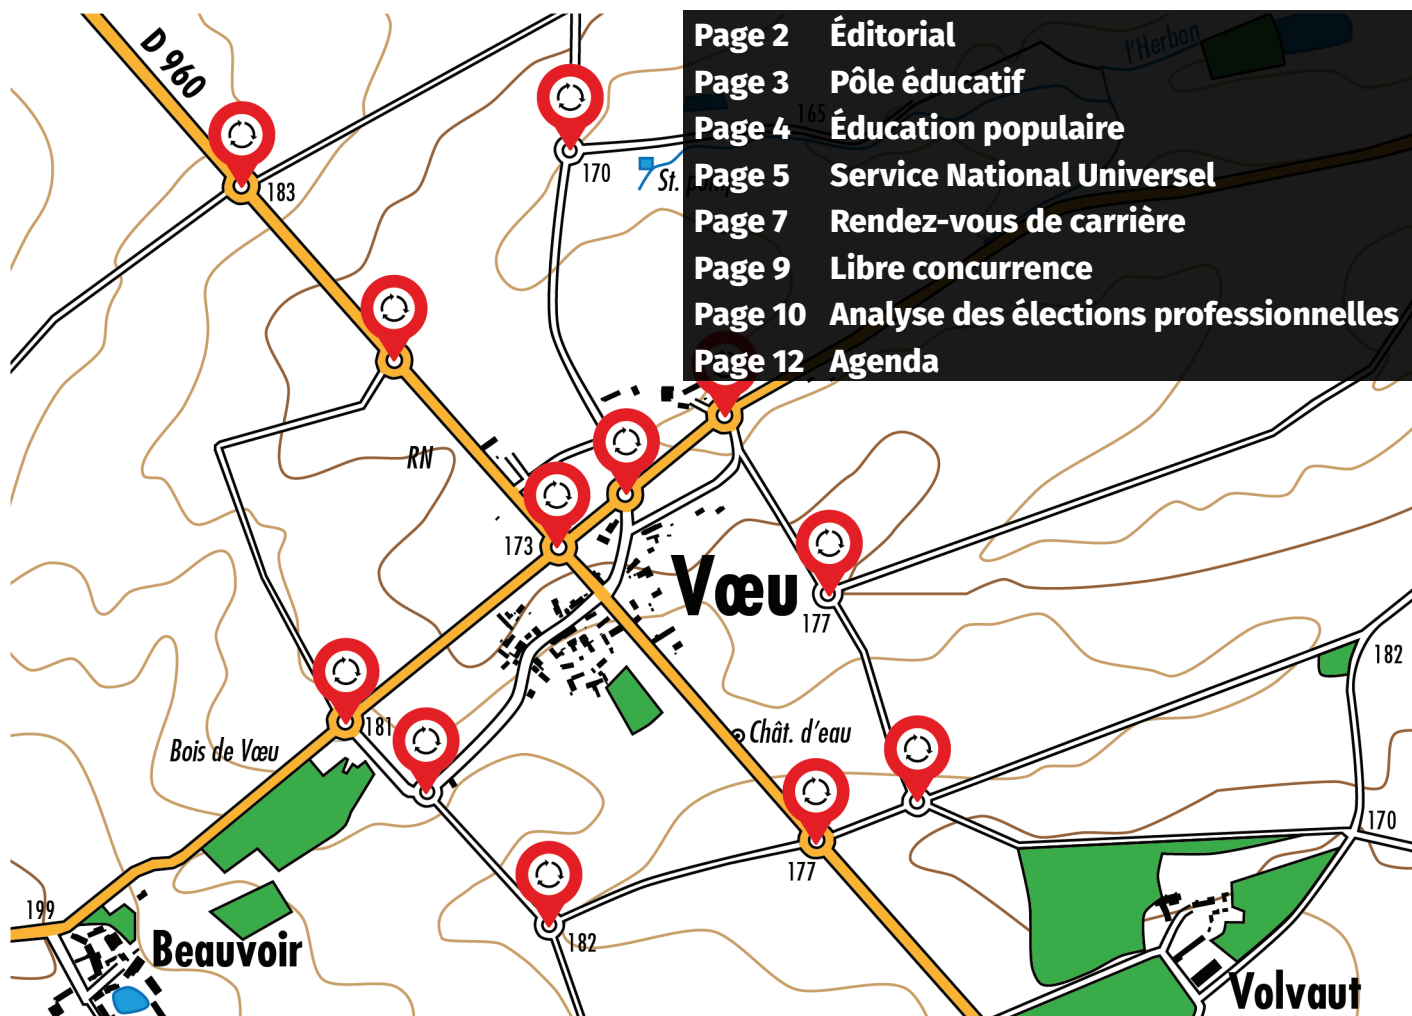 Page 2 Éditorial
Page 3 Pôle éducatif
Page 4 Éducation populaire
Page 5 Service National Universel
Page 7 Rendez-vous de carrière
Page 9 Libre concurrence
Page 10 Analyse des élections professionnelles
Page 12 Agenda
l'Herbon
D 960
165
170
183
St.
RN
173
Vœu
177
182
181
Bois de Vœu
Chât. d'eau
170
177
199
182
Beauvoir
Volvaut